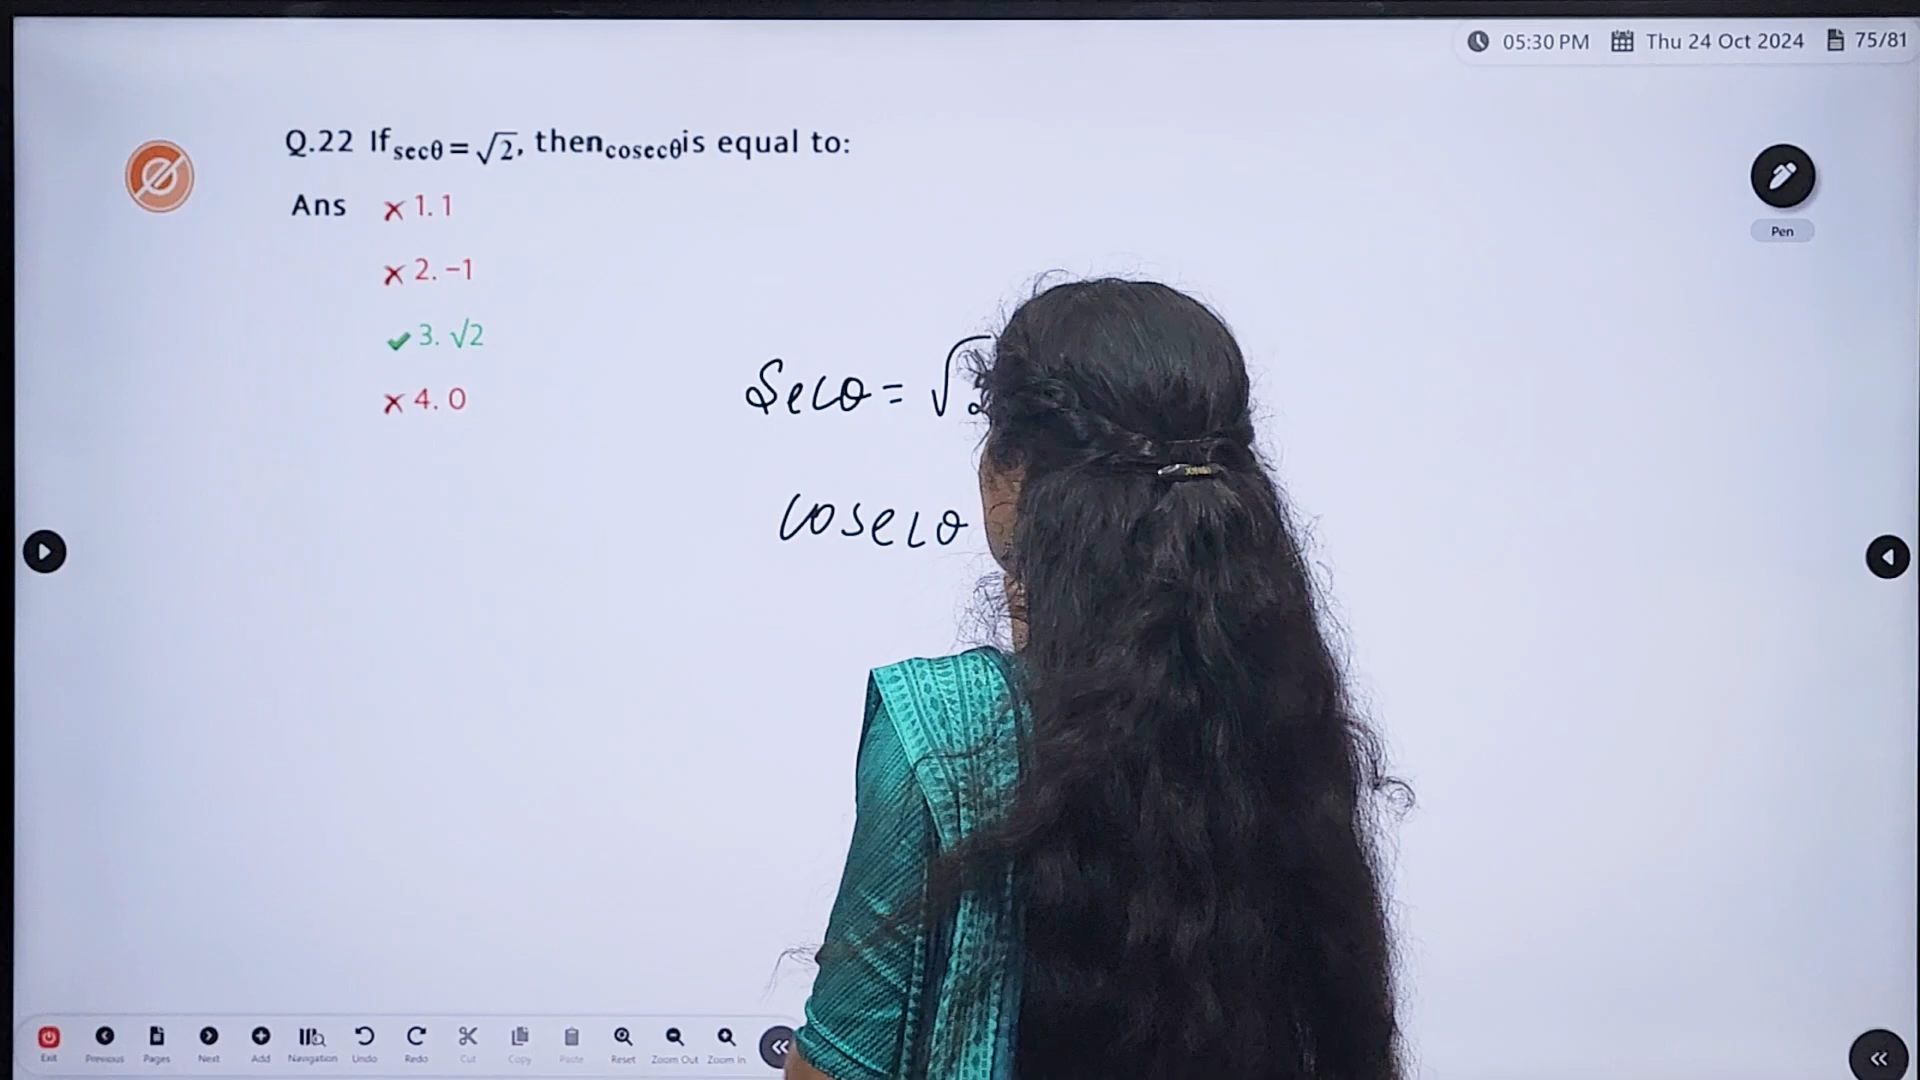 05:30 PM Thu 24 Oct 2024 75/81
Q.22 If secθ = √2, then cosecθ is equal to:
Ans ✗ 1. 1
✗ 2. -1
✔ 3. √2
✗ 4. 0
Pen
Secθ = √2
cosecθ
Exit Previous Pages Next Add Navigation Undo Redo Cut Copy Paste Reset Zoom Out Zoom In